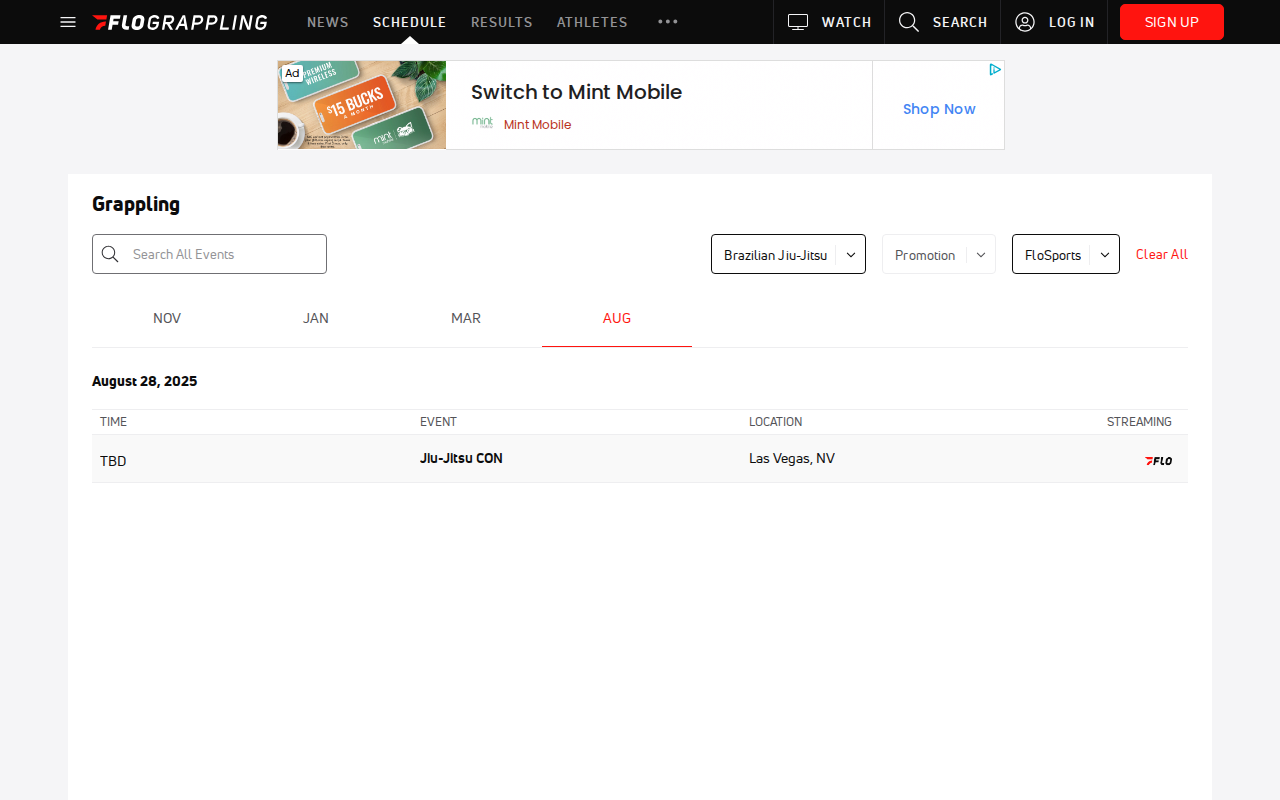 FLOGRAPPLING
NEWS
SCHEDULE
RESULTS
ATHLETES
WATCH
SEARCH
LOG IN
SIGN UP
Ad
PREMIUM
WIRELESS
$15 BUCKS
A MONTH
mint
Switch to Mint Mobile
mint
Mint Mobile
Shop Now
Grappling
Search All Events
Brazilian Jiu-Jitsu
Promotion
FloSports
Clear All
NOV
JAN
MAR
AUG
August 28, 2025
TIME
EVENT
LOCATION
STREAMING
TBD
Jiu-Jitsu CON
Las Vegas, NV
FLO